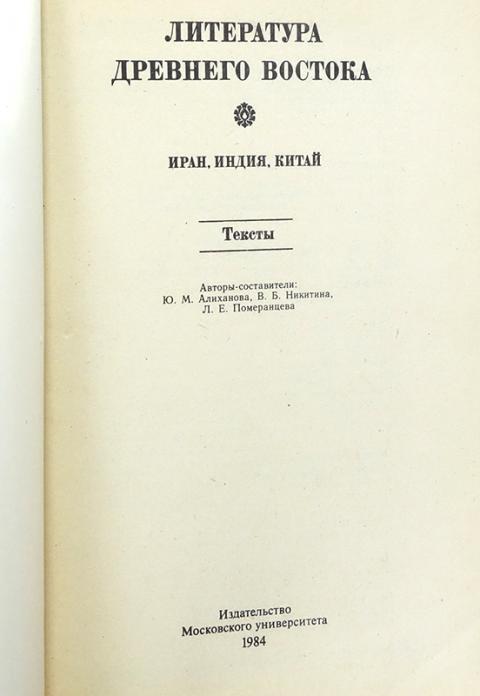 ЛИТЕРАТУРА
ДРЕВНЕГО ВОСТОКА
ИРАН, ИНДИЯ, КИТАЙ
Тексты
Авторы-составители:
Ю. М. Алиханова, В. Б. Никитина,
Л. Е. Померанцева
Издательство
Московского университета
1984